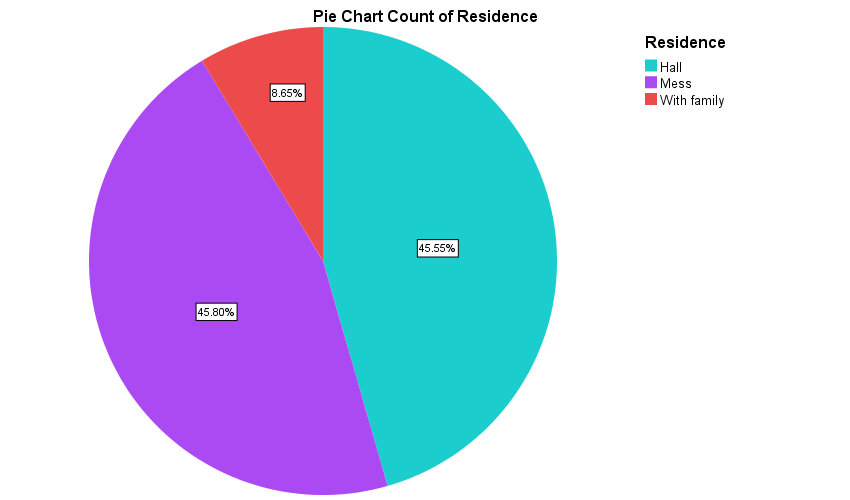 Pie Chart Count of Residence
Residence
Hall
Mess
With family
8.65%
45.55%
45.80%